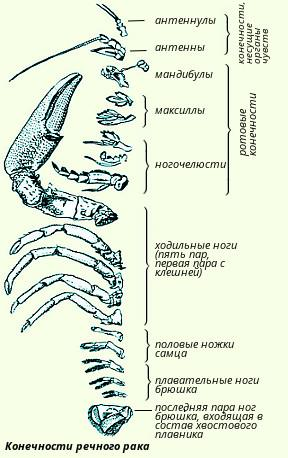 антеннулы
антенны
конечности,
несущие
органы
чувств
мандибулы
максиллы
ногочелюсти
ротовые
конечности
ходильные ноги
(пять пар,
первая пара с
клешней)
половые ножки
самца
плавательные ноги
брюшка
последняя пара ног
брюшка, входящая в
состав хвостового
плавника
Конечности речного рака